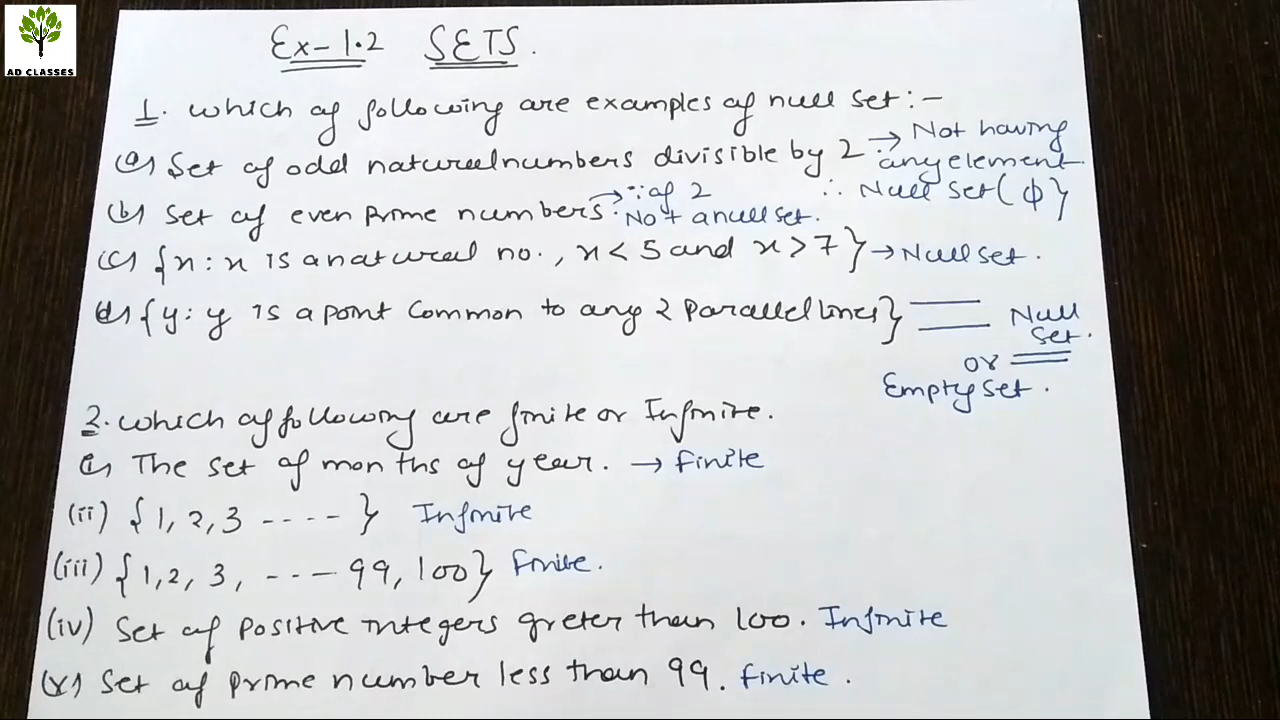 AD CLASSES
Ex-1.2 SETS.
1. which of following are examples of null set:-
(a) Set of odd natural numbers divisible by 2. → Not having
any element.
∴ Null Set { ϕ }
(b) Set of even prime numbers. → ∵ of 2
Not a null set.
(c) {x : x is a natural no., x < 5 and x > 7} → Null set.
(d) {y : y is a point common to any 2 parallel lines}
Null
Set.
or
Empty set.
2. which of following are finite or Infinite.
(i) The set of months of year. → finite
(ii) {1, 2, 3 ----- } Infinite
(iii) {1, 2, 3, ---- 99, 100} finite.
(iv) Set of positive integers greter than 100. Infinite
(v) Set of prime number less than 99. finite.